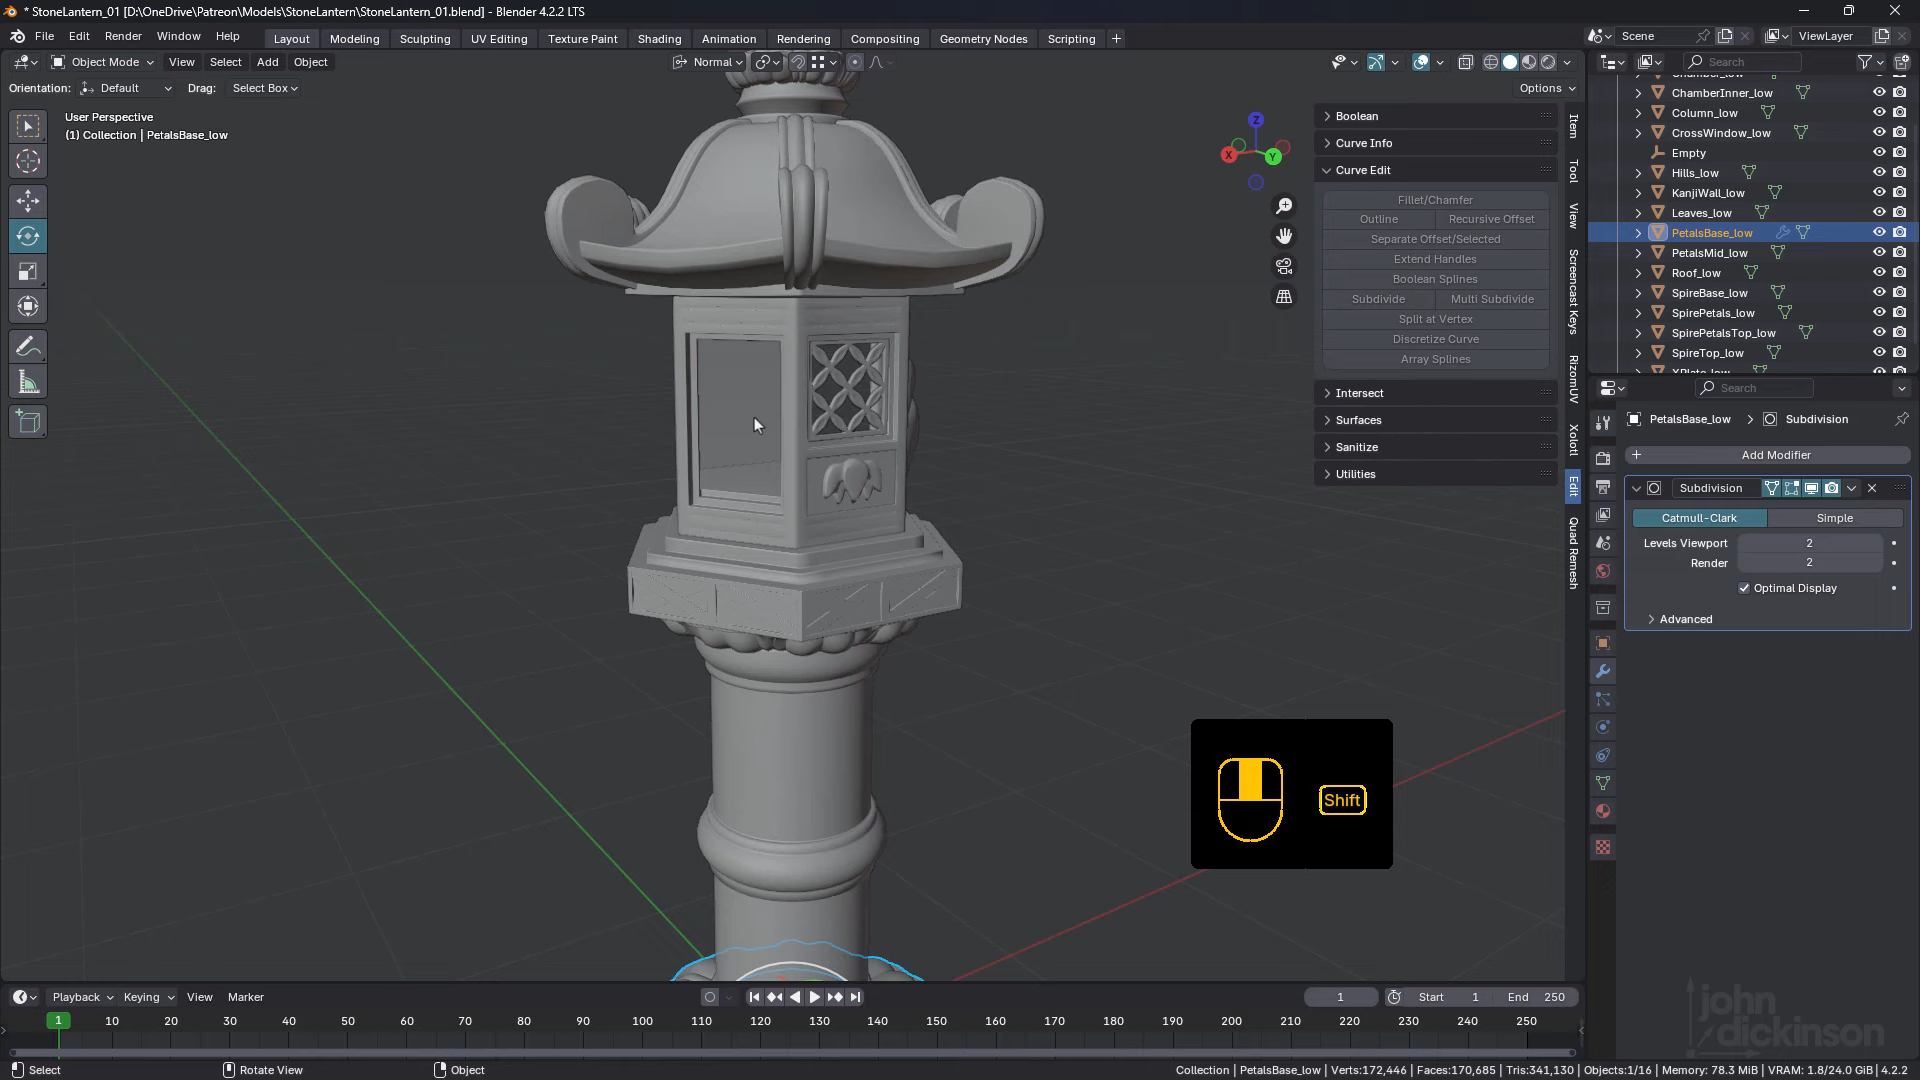 * StoneLantern_01 [D:\OneDrive\Patreon\Models\StoneLantern\StoneLantern_01.blend] - Blender 4.2.2 LTS
File Edit Render Window Help Layout Modeling Sculpting UV Editing Texture Paint Shading Animation Rendering Compositing Geometry Nodes Scripting + Scene ViewLayer
Object Mode View Select Add Object Normal Search
Orientation: Default Drag: Select Box Options
User Perspective
(1) Collection | PetalsBase_low
Z
X
Y
Boolean
Curve Info
Curve Edit
Fillet/Chamfer
Outline Recursive Offset
Separate Offset/Selected
Extend Handles
Boolean Splines
Subdivide Multi Subdivide
Split at Vertex
Discretize Curve
Array Splines
Intersect
Surfaces
Sanitize
Utilities
Item
Tool
View
Screencast Keys
RizomUV
Xolotl
Edit
Quad Remesh
ChamberInner_low
Column_low
CrossWindow_low
Empty
Hills_low
KanjiWall_low
Leaves_low
PetalsBase_low
PetalsMid_low
Roof_low
SpireBase_low
SpirePetals_low
SpirePetalsTop_low
SpireTop_low
Search
PetalsBase_low > Subdivision
+ Add Modifier
Subdivision
Catmull-Clark Simple
Levels Viewport 2
Render 2
Optimal Display
Advanced
Shift
Playback Keying View Marker 1 Start 1 End 250
1 10 20 30 40 50 60 70 80 90 100 110 120 130 140 150 160 170 180 190 200 210 220 230 240 250
Select Rotate View Object Collection | PetalsBase_low | Verts:172,446 | Faces:170,685 | Tris:341,130 | Objects:1/16 | Memory: 78.3 MiB | VRAM: 1.8/24.0 GiB | 4.2.2
john
dickinson